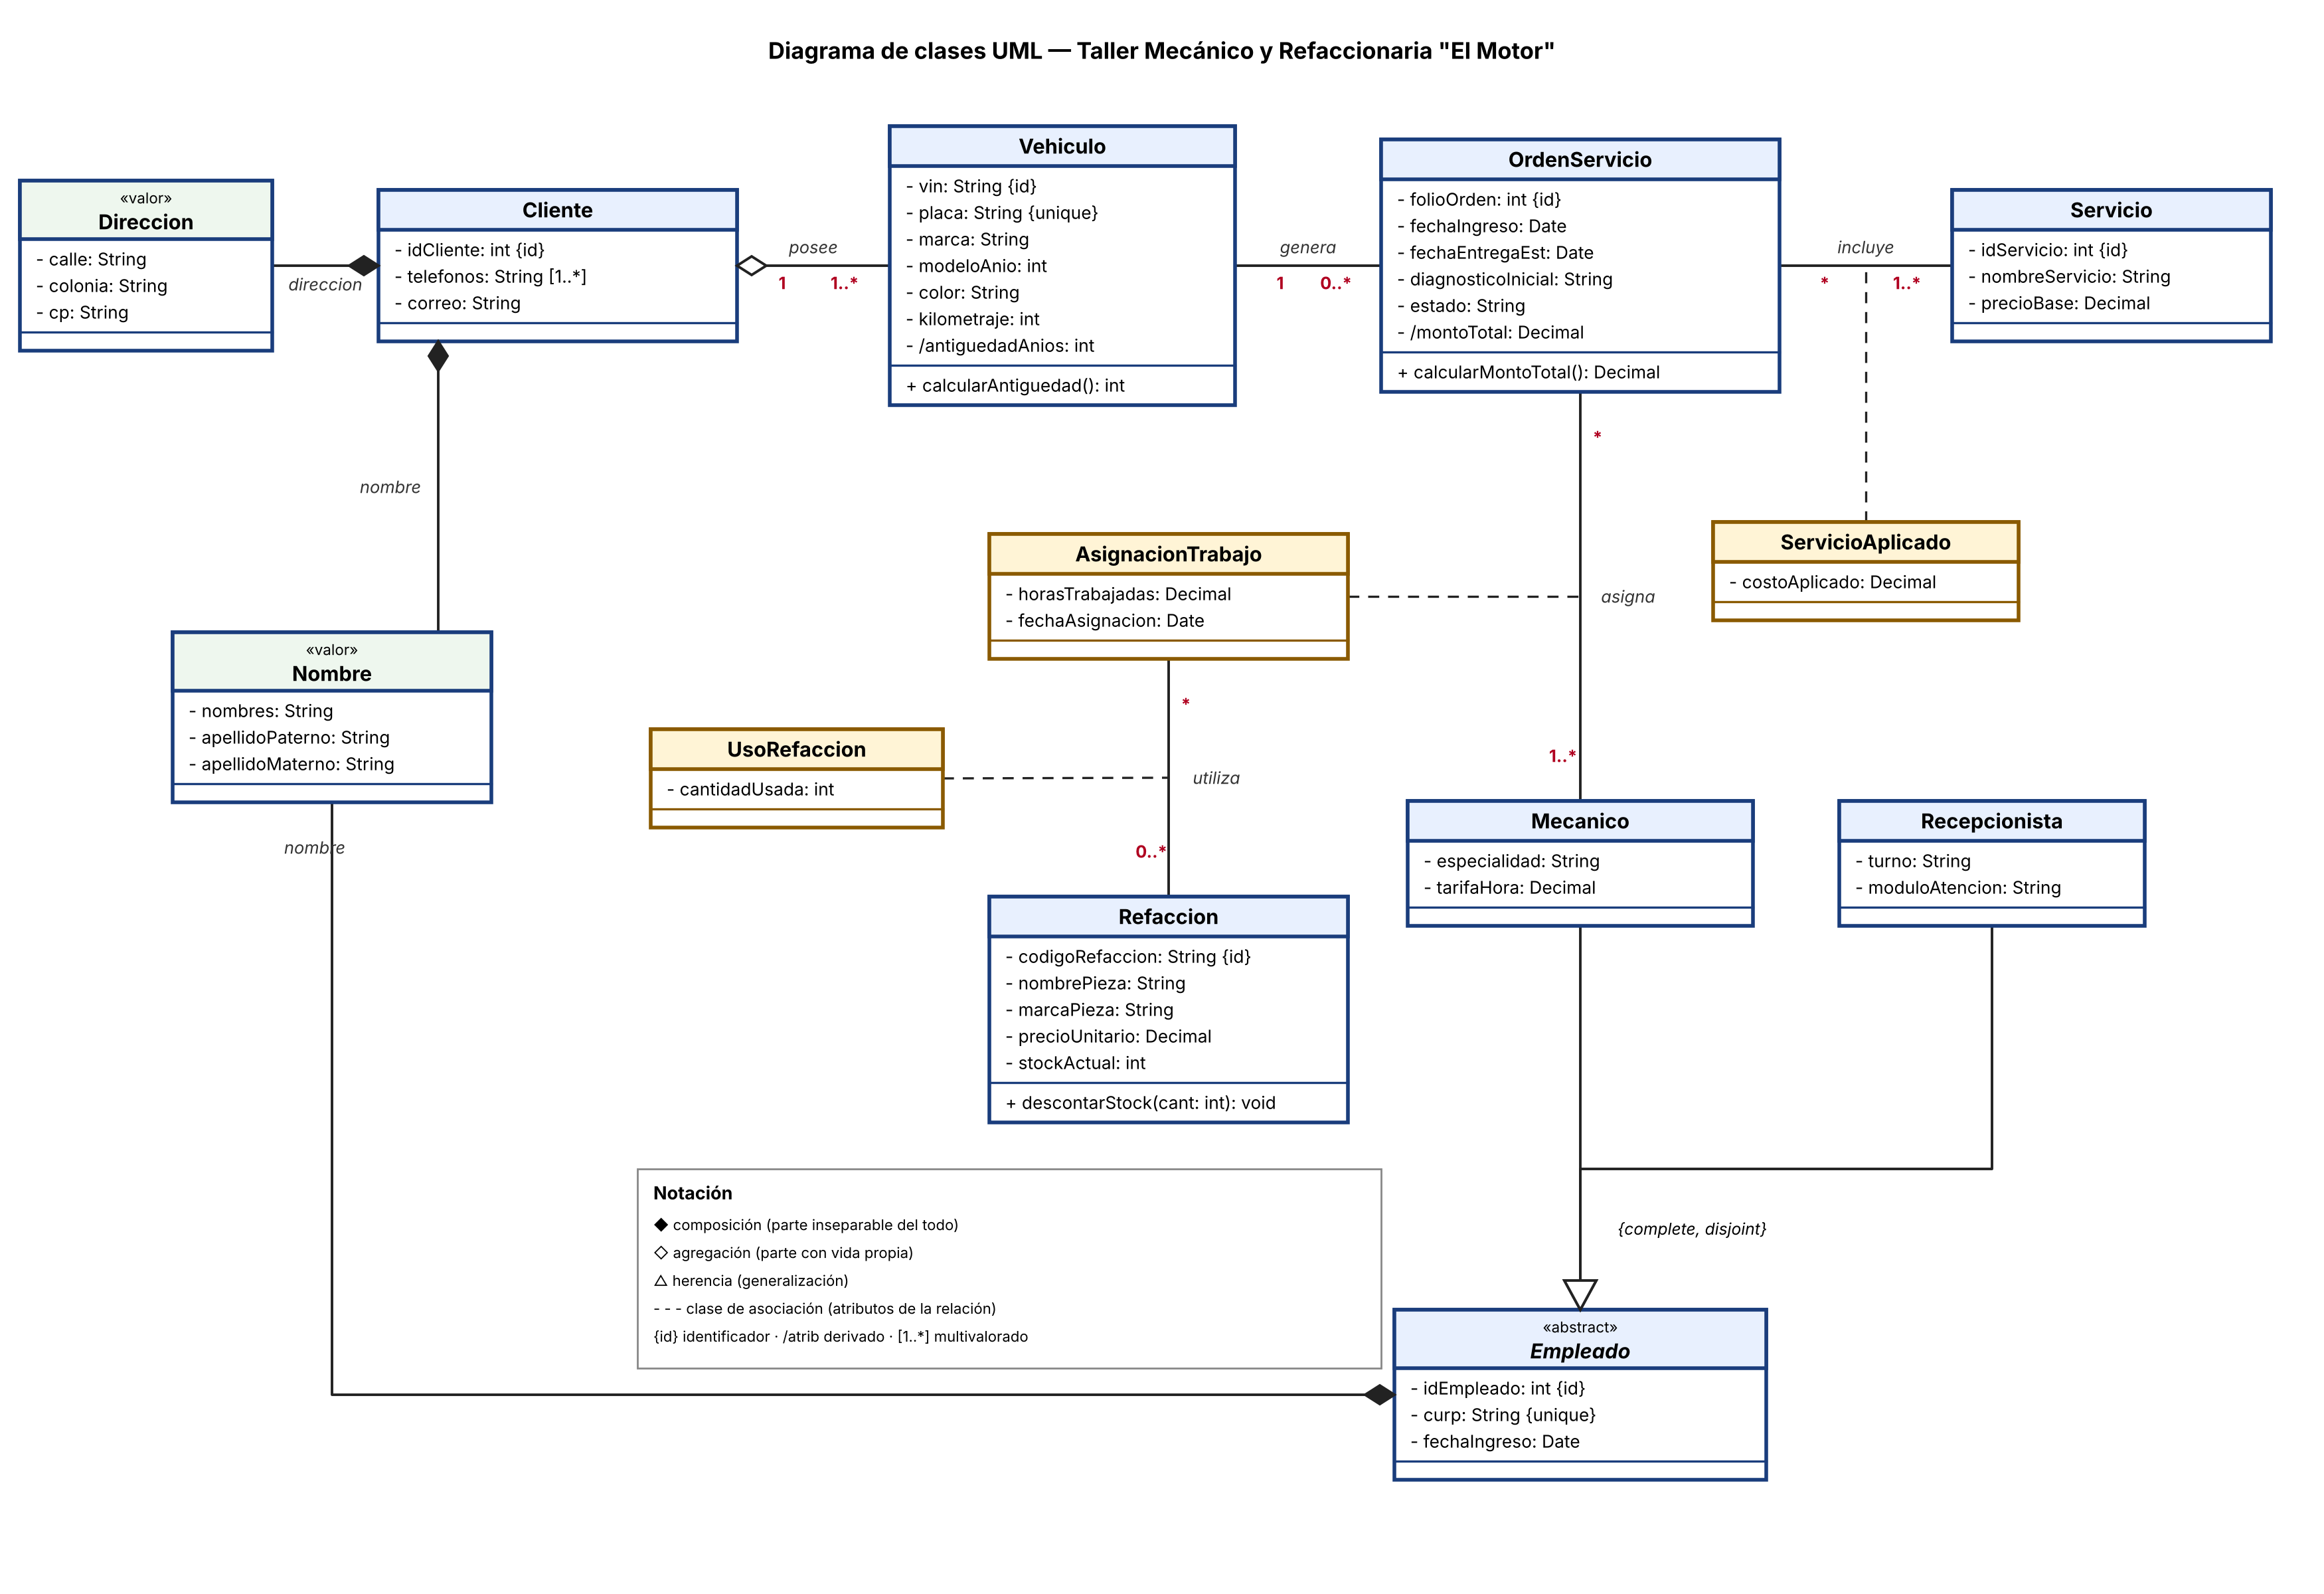 Diagrama de clases UML — Taller Mecánico y Refaccionaria "El Motor"
«valor»
Direccion
- calle: String
- colonia: String
- cp: String
direccion
Cliente
- idCliente: int {id}
- telefonos: String [1..*]
- correo: String
posee
1
1..*
Vehiculo
- vin: String {id}
- placa: String {unique}
- marca: String
- modeloAnio: int
- color: String
- kilometraje: int
- /antiguedadAnios: int
+ calcularAntiguedad(): int
genera
1
0..*
OrdenServicio
- folioOrden: int {id}
- fechaIngreso: Date
- fechaEntregaEst: Date
- diagnosticoInicial: String
- estado: String
- /montoTotal: Decimal
+ calcularMontoTotal(): Decimal
incluye
*
1..*
Servicio
- idServicio: int {id}
- nombreServicio: String
- precioBase: Decimal
*
nombre
AsignacionTrabajo
- horasTrabajadas: Decimal
- fechaAsignacion: Date
asigna
ServicioAplicado
- costoAplicado: Decimal
«valor»
Nombre
- nombres: String
- apellidoPaterno: String
- apellidoMaterno: String
nombre
*
UsoRefaccion
- cantidadUsada: int
utiliza
0..*
1..*
Mecanico
- especialidad: String
- tarifaHora: Decimal
Recepcionista
- turno: String
- moduloAtencion: String
Refaccion
- codigoRefaccion: String {id}
- nombrePieza: String
- marcaPieza: String
- precioUnitario: Decimal
- stockActual: int
+ descontarStock(cant: int): void
Notación
◆ composición (parte inseparable del todo)
◇ agregación (parte con vida propia)
△ herencia (generalización)
- - - clase de asociación (atributos de la relación)
{id} identificador · /atrib derivado · [1..*] multivalorado
{complete, disjoint}
«abstract»
Empleado
- idEmpleado: int {id}
- curp: String {unique}
- fechaIngreso: Date